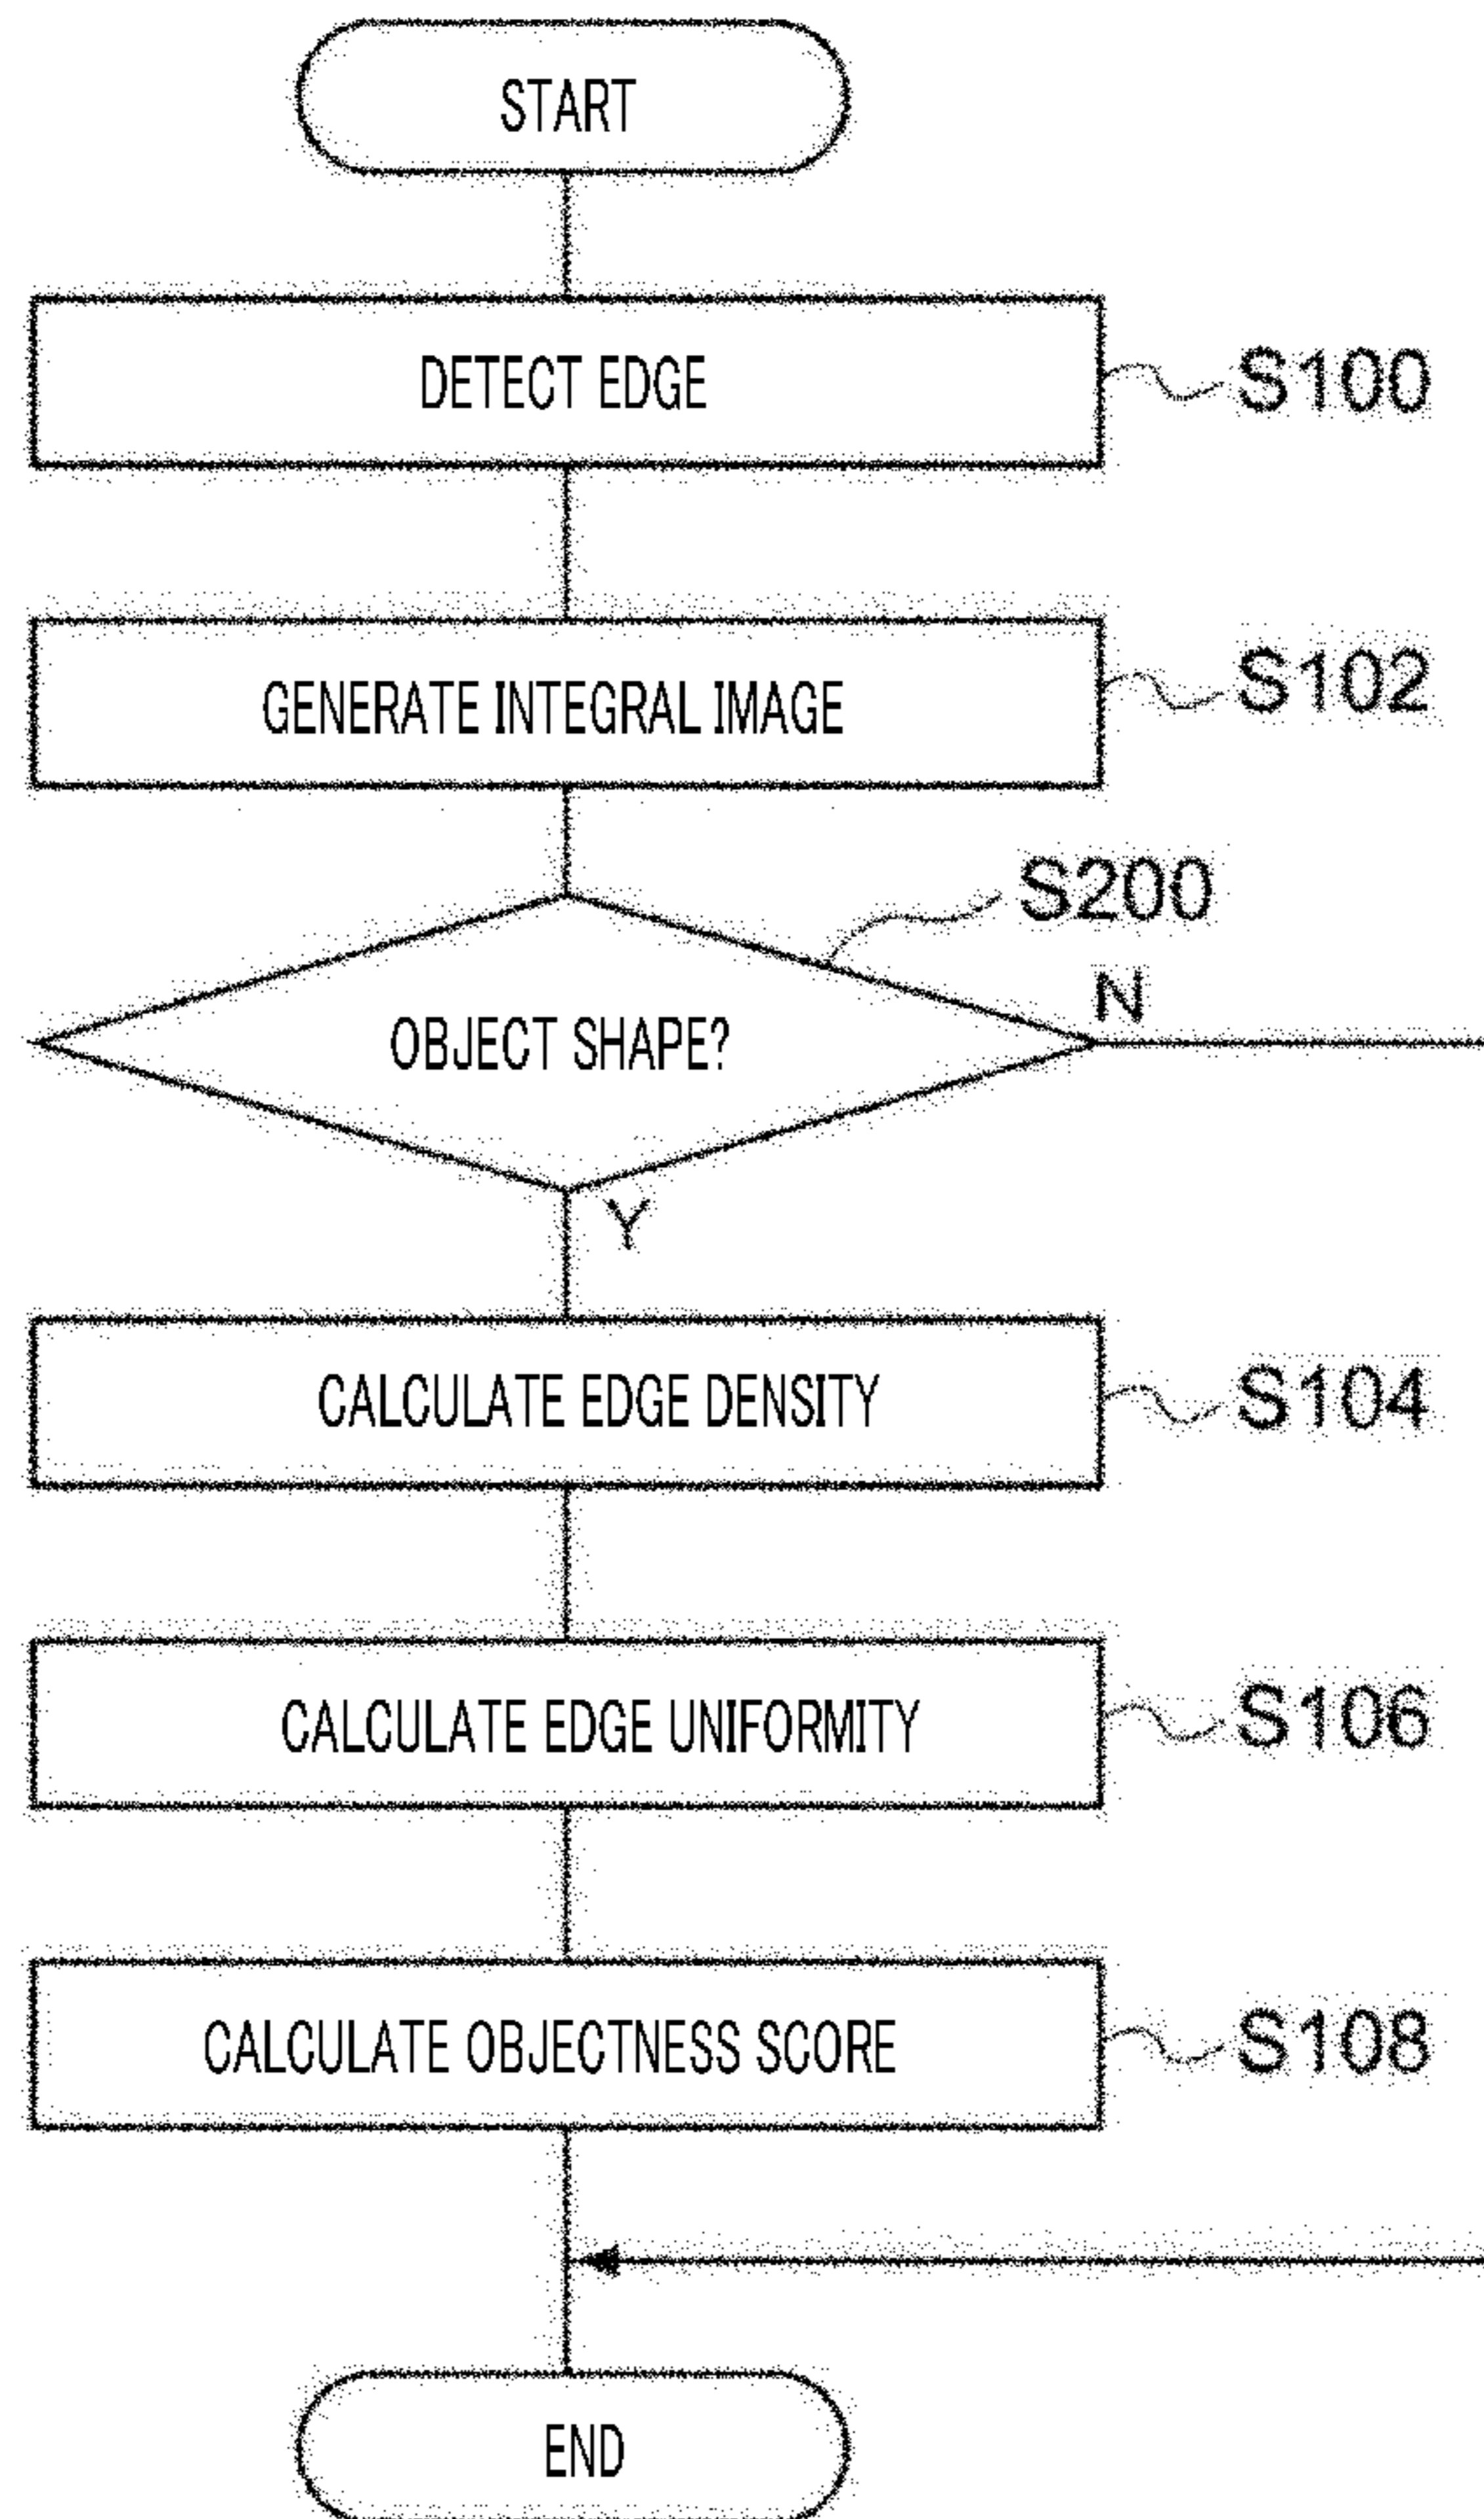 START
DETECT EDGE
S100
GENERATE INTEGRAL IMAGE
S102
S200
OBJECT SHAPE?
N
Y
CALCULATE EDGE DENSITY
S104
CALCULATE EDGE UNIFORMITY
S106
CALCULATE OBJECTNESS SCORE
S108
END